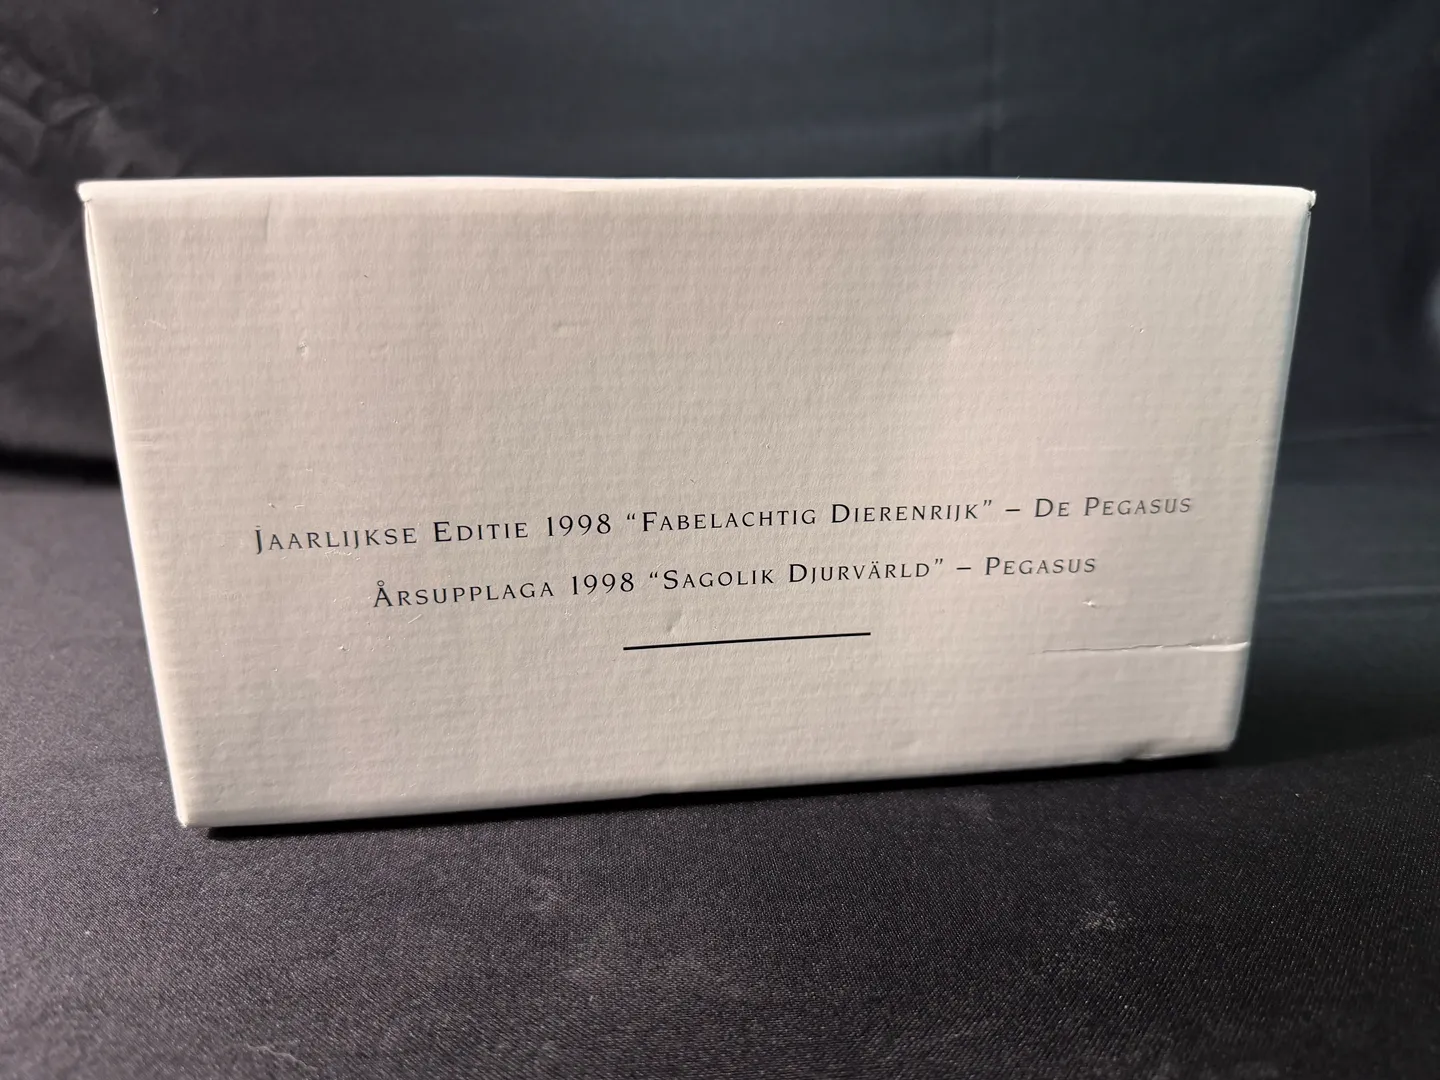 Jaarlijkse Editie 1998 “Fabelachtig Dierenrijk” – De Pegasus
Årsupplaga 1998 “Sagolik Djurvärld” – Pegasus